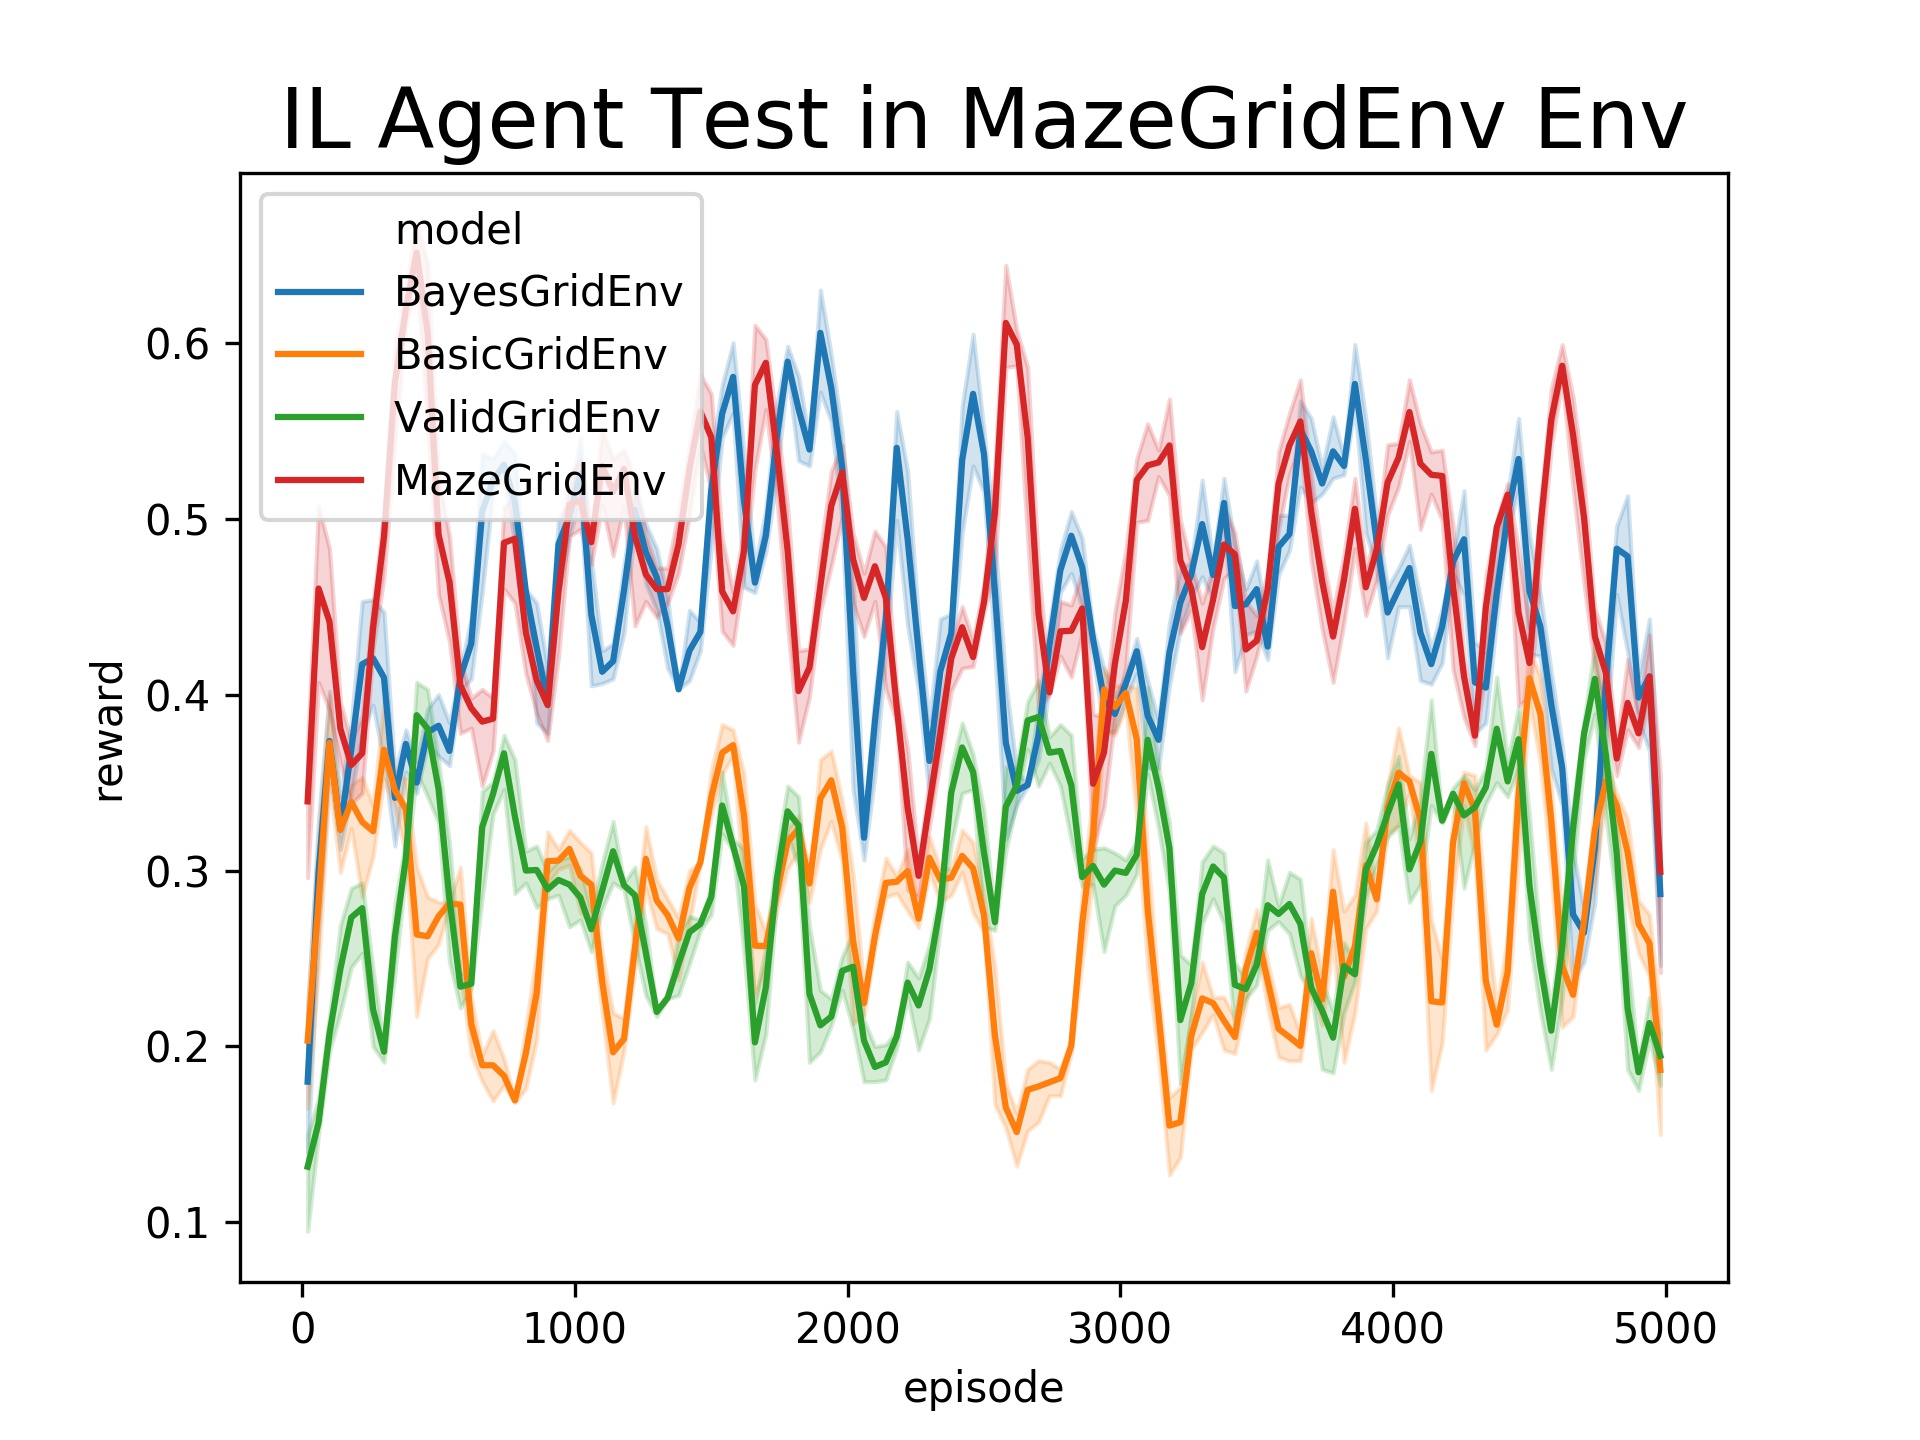 IL Agent Test in MazeGridEnv Env
model
BayesGridEnv
BasicGridEnv
ValidGridEnv
MazeGridEnv
reward
0.6
0.5
0.4
0.3
0.2
0.1
0 1000 2000 3000 4000 5000
episode